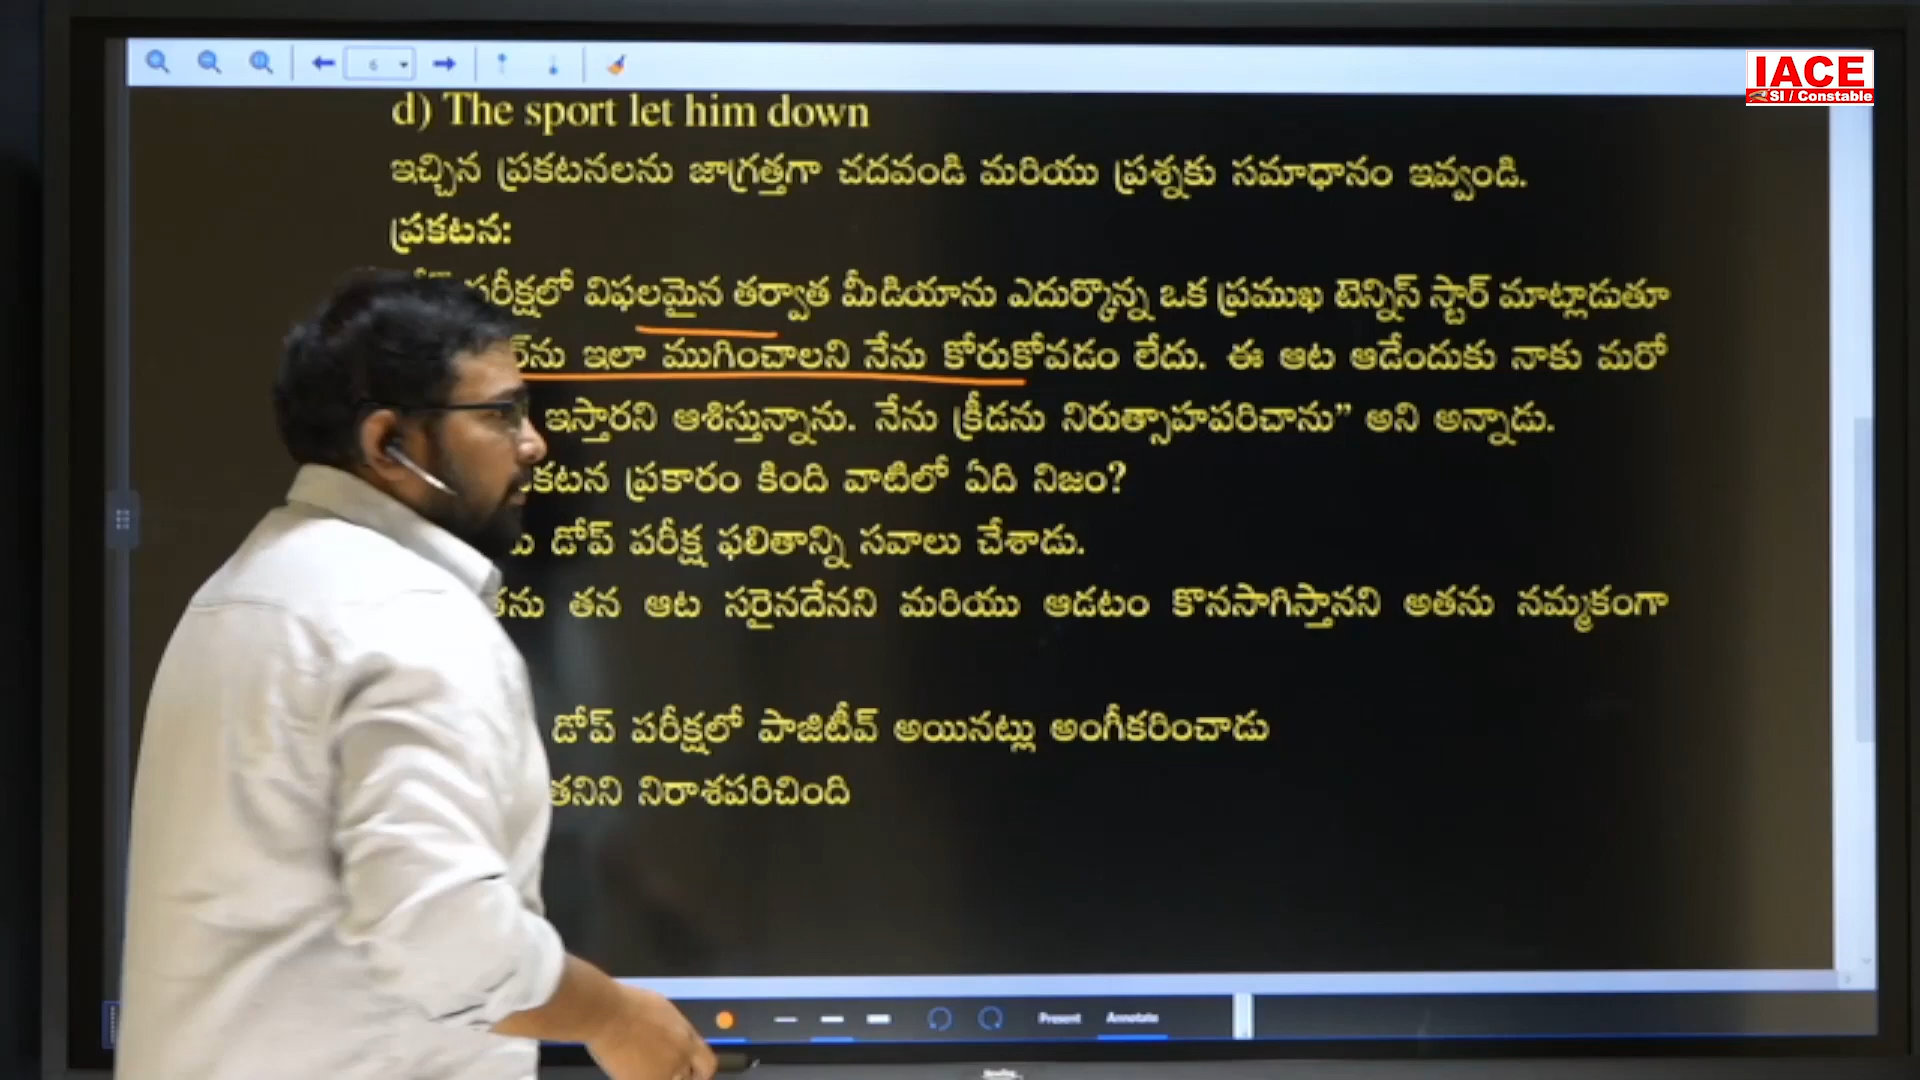 6
IACE
SI / Constable
d) The sport let him down
ఇచ్చిన ప్రకటనలను జాగ్రత్తగా చదవండి మరియు ప్రశ్నకు సమాధానం ఇవ్వండి.
ప్రకటన:
పరీక్షలో విఫలమైన తర్వాత మీడియాను ఎదుర్కొన్న ఒక ప్రముఖ టెన్నిస్ స్టార్ మాట్లాడుతూ
ఇలా ముగించాలని నేను కోరుకోవడం లేదు. ఈ ఆట ఆడేందుకు నాకు మరో
ఇస్తారని ఆశిస్తున్నాను. నేను క్రీడను నిరుత్సాహపరిచాను” అని అన్నాడు.
ప్రకారం కింది వాటిలో ఏది నిజం?
డోప్ పరీక్ష ఫలితాన్ని సవాలు చేశాడు.
తన ఆట సరైనదేనని మరియు ఆడటం కొనసాగిస్తానని అతను నమ్మకంగా
డోప్ పరీక్షలో పాజిటీవ్ అయినట్లు అంగీకరించాడు
నిరాశపరిచింది
Present
Annotate